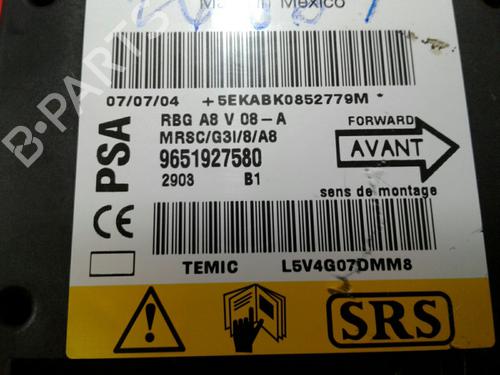 Made in Mexico
07/07/04 +5EKABK0852779M*
PSA
RBG A8 V 08-A
MRSC/G3I/8/A8
9651927580
2903 B1
FORWARD
AVANT
sens de montage
CE
TEMIC L5V4G07DMM8
SRS
B-PARTS